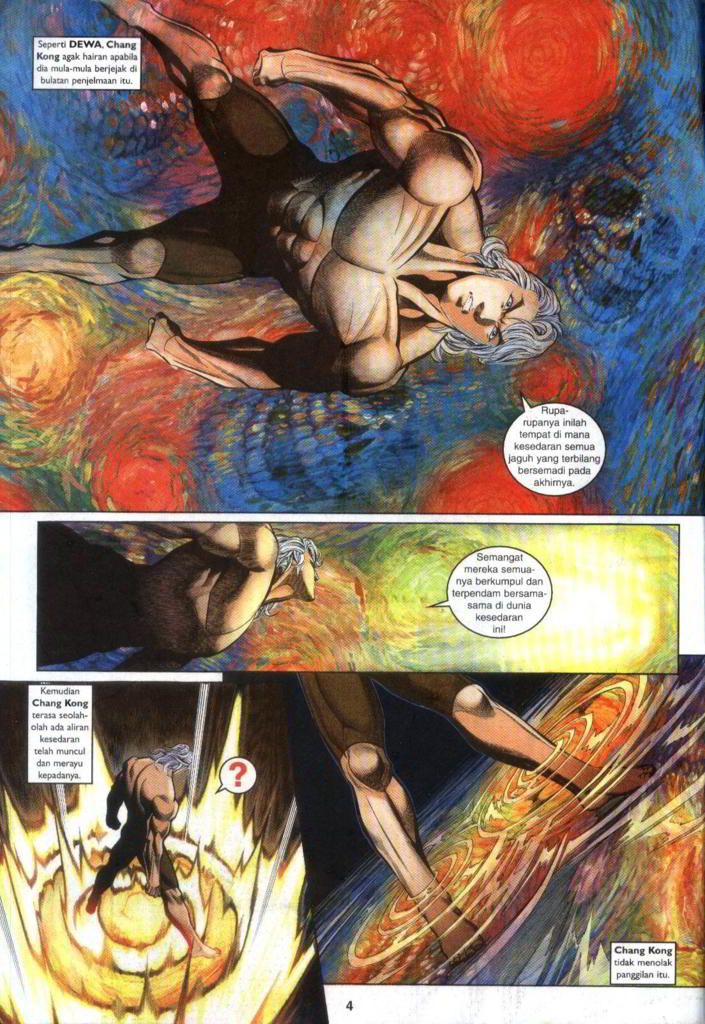 Seperti DEWA, Chang
Kong agak hairan apabila
dia mula-mula berjejak di
bulatan penjelmaan itu.
Rupa-
rupanya inilah
tempat di mana
kesedaran semua
jaguh yang terbilang
bersemadi pada
akhirnya.
Semangat
mereka semua-
nya berkumpul dan
terpendam bersama-
sama di dunia
kesedaran
ini!
Kemudian
Chang Kong
terasa seolah-
olah ada aliran
kesedaran
telah muncul
dan merayu
kepadanya.
?
Chang Kong
tidak menolak
panggilan itu.
4